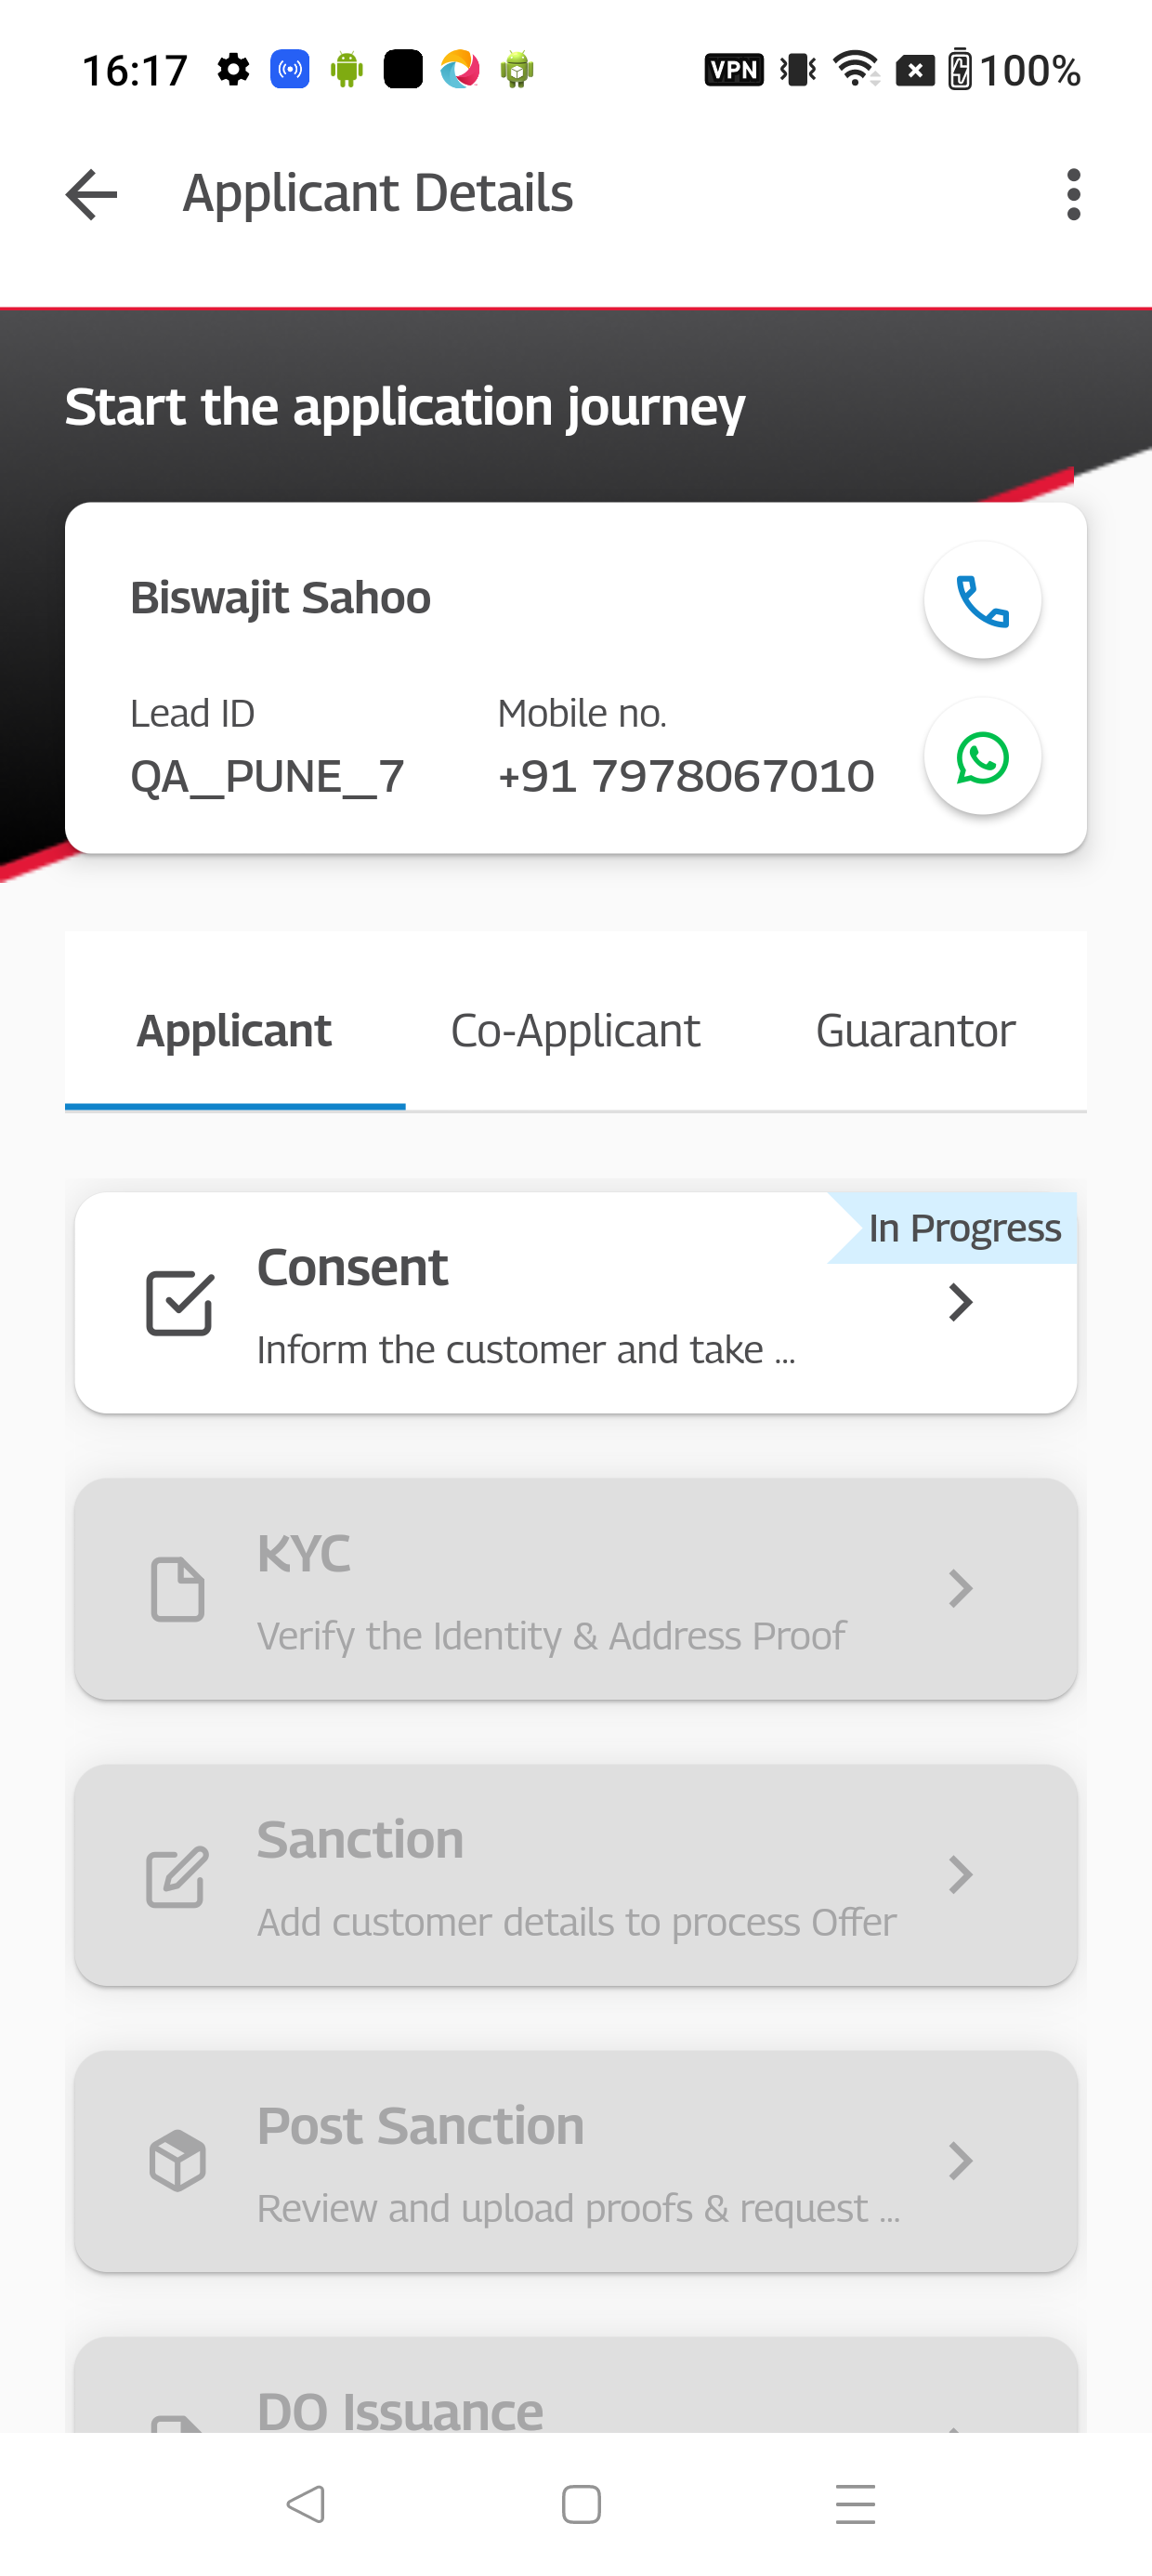 16:17
VPN
100%
Applicant Details
Start the application journey
Biswajit Sahoo
Lead ID
Mobile no.
QA_PUNE_7
+91 7978067010
Applicant
Co-Applicant
Guarantor
In Progress
Consent
Inform the customer and take ...
KYC
Verify the Identity & Address Proof
Sanction
Add customer details to process Offer
Post Sanction
Review and upload proofs & request ...
DO Issuance